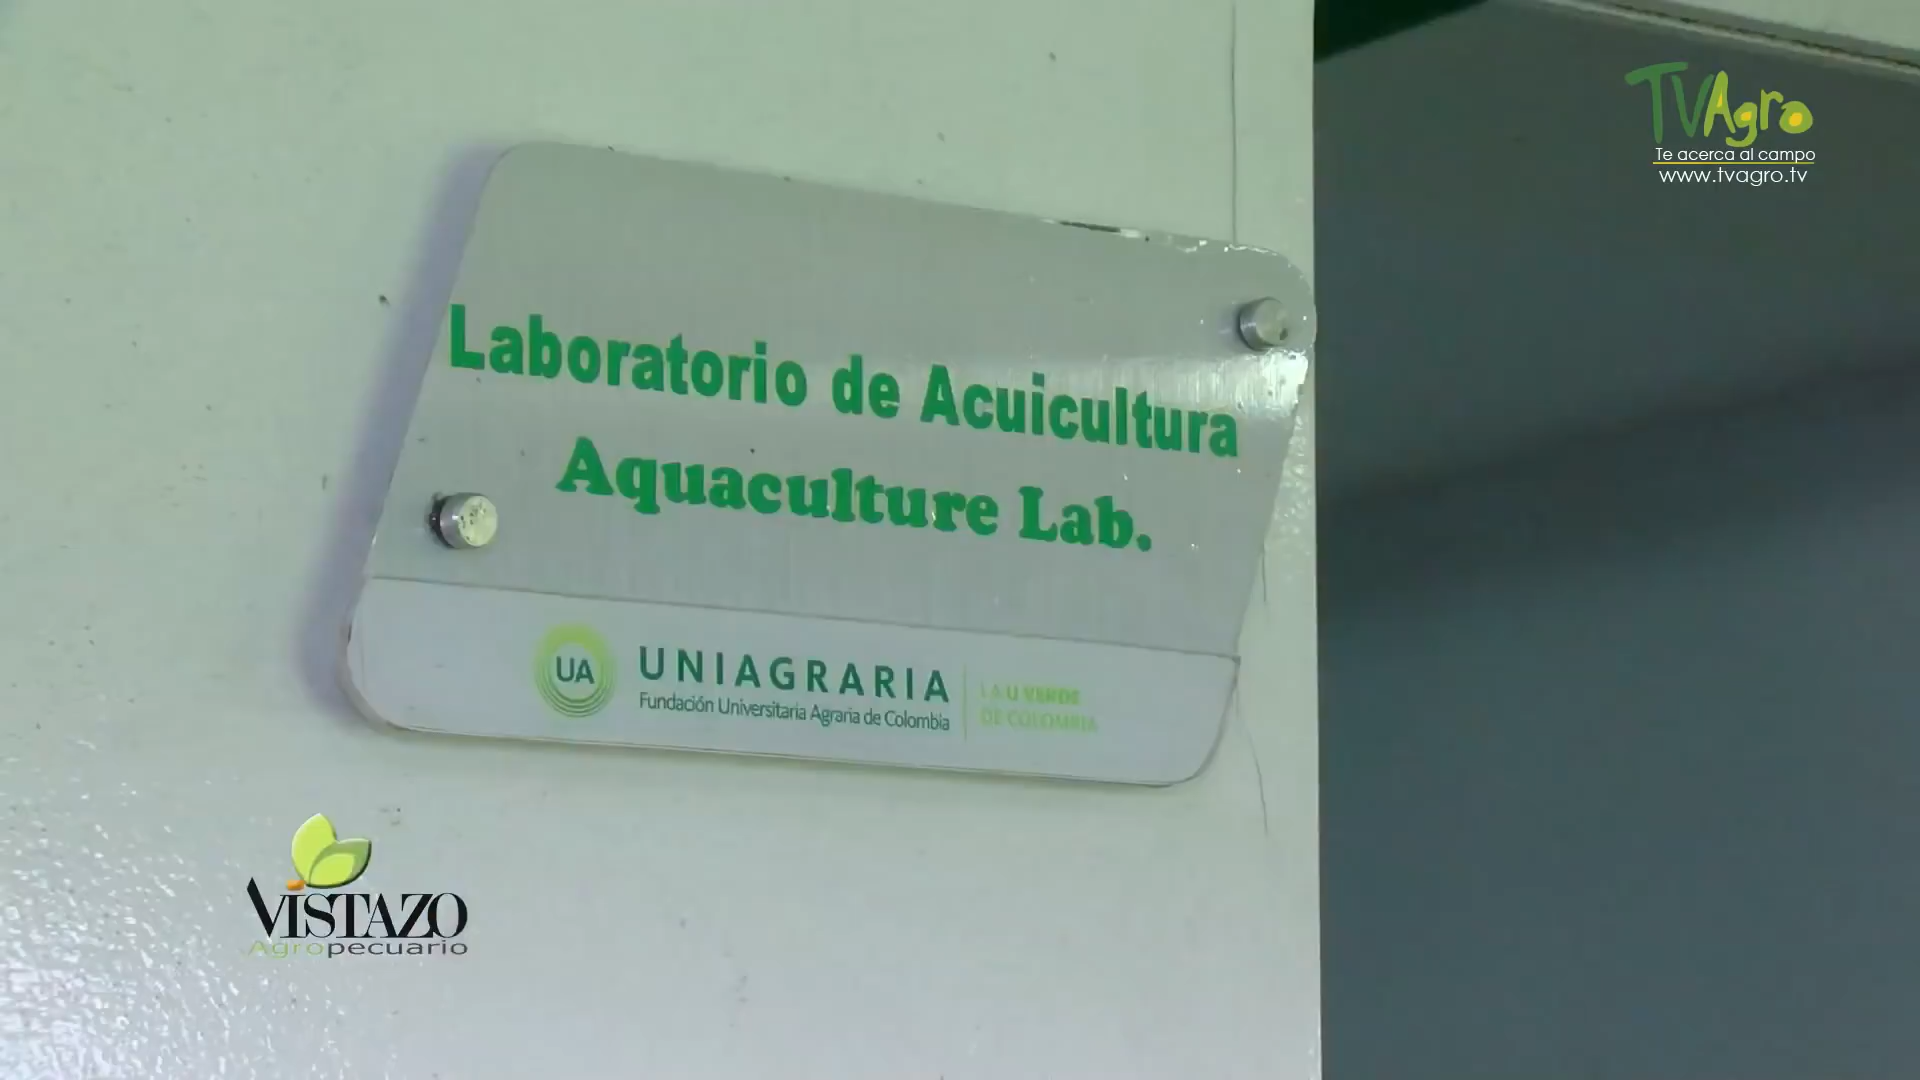 TVAgro
Te acerca al campo
www.tvagro.tv
Laboratorio de Acuicultura
Aquaculture Lab.
UA
UNIAGRARIA
Fundación Universitaria Agraria de Colombia
LA U VERDE
DE COLOMBIA
VISTAZO
Agropecuario